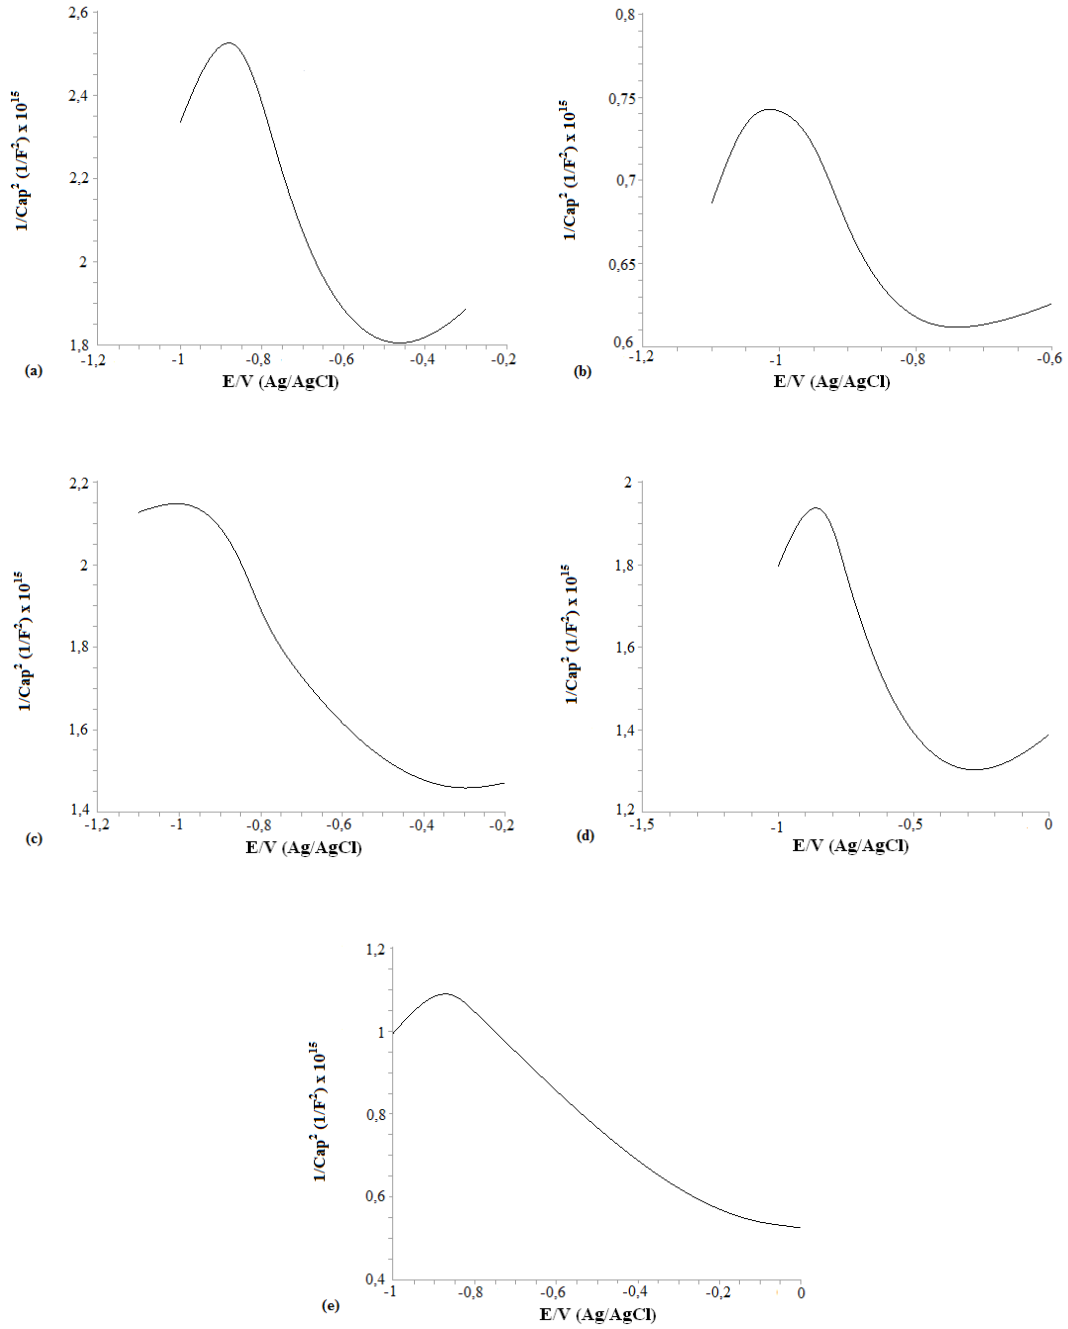 2,6
2,4
2,2
2
1,8
1/Cap² (1/F²) x 10¹⁵
-1,2 -1 -0,8 -0,6 -0,4 -0,2
E/V (Ag/AgCl)
(a)
0,8
0,75
0,7
0,65
0,6
1/Cap² (1/F²) x 10¹⁵
-1,2 -1 -0,8 -0,6
E/V (Ag/AgCl)
(b)
2,2
2
1,8
1,6
1,4
1/Cap² (1/F²) x 10¹⁵
-1,2 -1 -0,8 -0,6 -0,4 -0,2
E/V (Ag/AgCl)
(c)
2
1,8
1,6
1,4
1,2
1/Cap² (1/F²) x 10¹⁵
-1,5 -1 -0,5 0
E/V (Ag/AgCl)
(d)
1,2
1
0,8
0,6
0,4
1/Cap² (1/F²) x 10¹⁵
-1 -0,8 -0,6 -0,4 -0,2 0
E/V (Ag/AgCl)
(e)